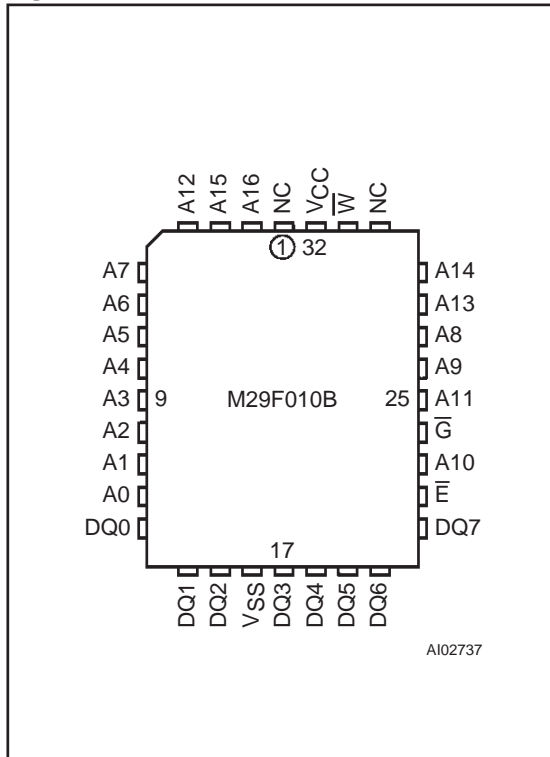 A12
A15
A16
NC
VCC
W̅
NC
1 32
A7
A6
A5
A4
A3
A2
A1
A0
DQ0
9 M29F010B 25
A14
A13
A8
A9
A11
G̅
A10
E̅
DQ7
17
DQ1
DQ2
VSS
DQ3
DQ4
DQ5
DQ6
AI02737